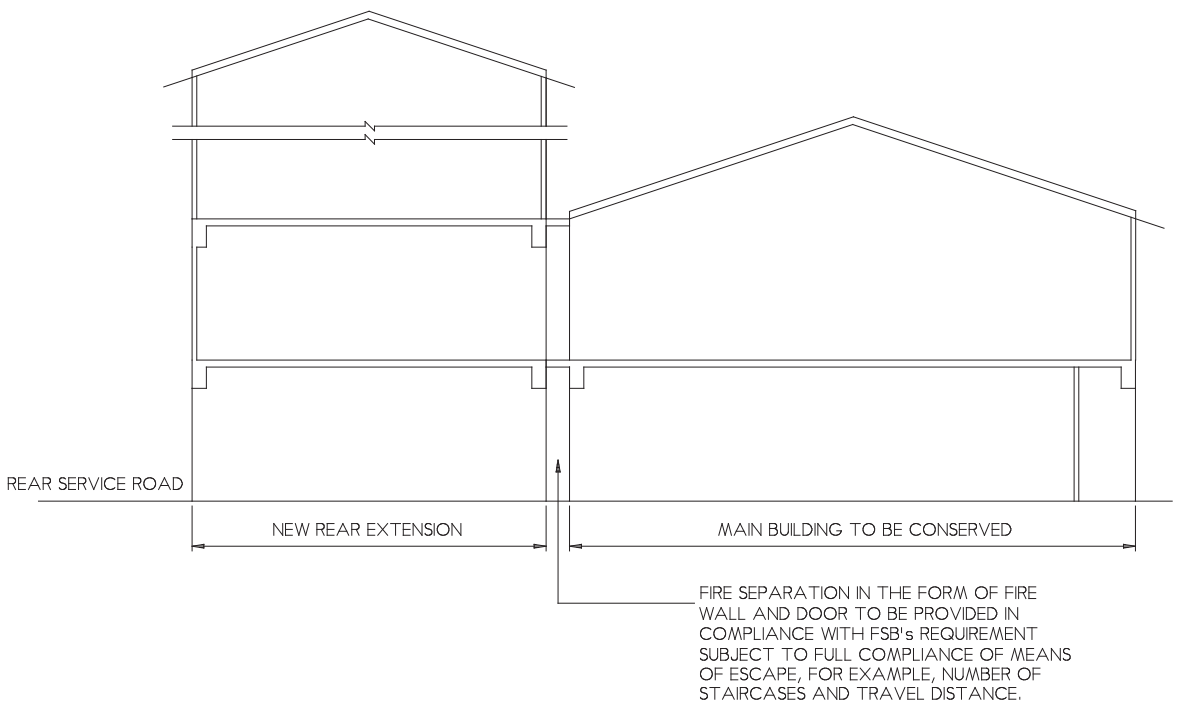 REAR SERVICE ROAD
NEW REAR EXTENSION
MAIN BUILDING TO BE CONSERVED
FIRE SEPARATION IN THE FORM OF FIRE
WALL AND DOOR TO BE PROVIDED IN
COMPLIANCE WITH FSB's REQUIREMENT
SUBJECT TO FULL COMPLIANCE OF MEANS
OF ESCAPE, FOR EXAMPLE, NUMBER OF
STAIRCASES AND TRAVEL DISTANCE.